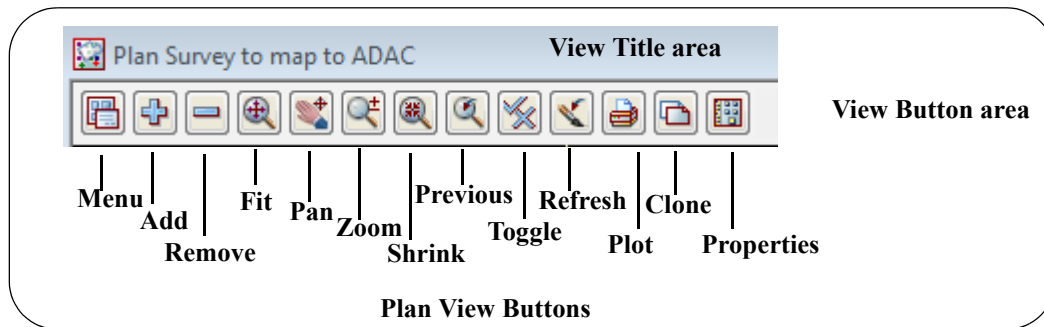 Plan Survey to map to ADAC
View Title area
View Button area
Menu
Add
Remove
Fit
Pan
Zoom
Shrink
Previous
Toggle
Refresh
Plot
Clone
Properties
Plan View Buttons